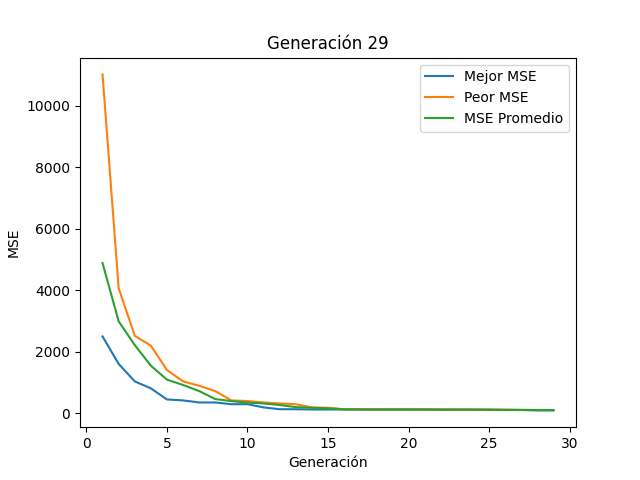 Generación 29
Mejor MSE
Peor MSE
MSE Promedio
10000
8000
6000
4000
2000
0
MSE
0 5 10 15 20 25 30
Generación